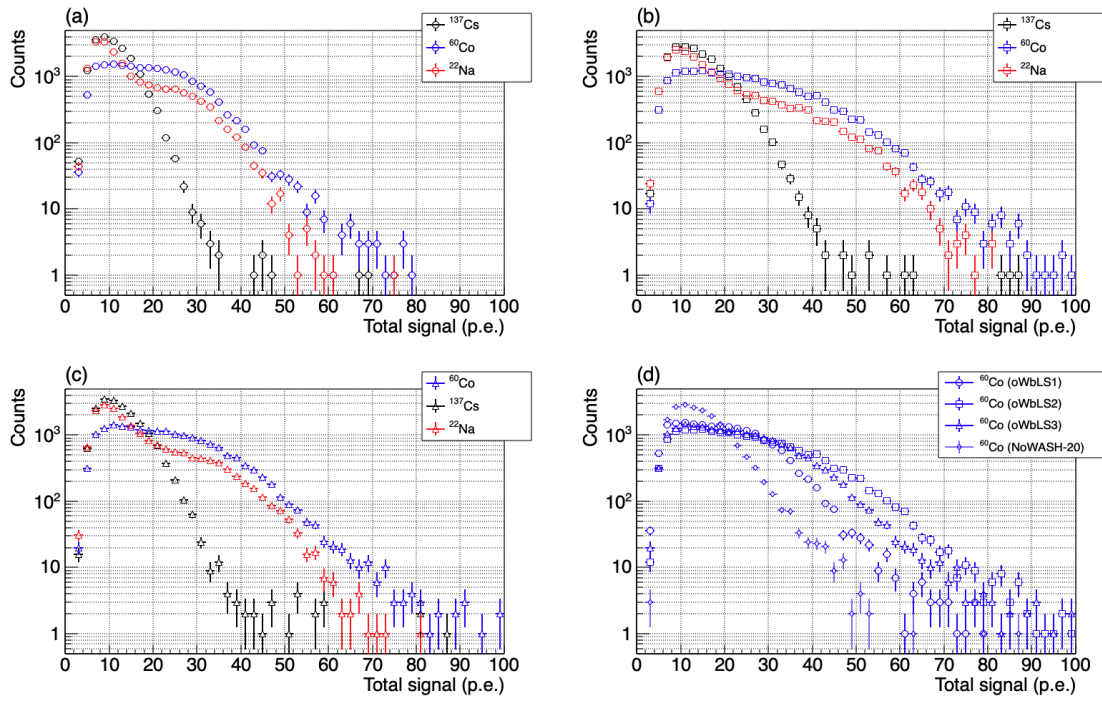 (a)
¹³⁷Cs
⁶⁰Co
²²Na
Counts
10³
10²
10
1
0 10 20 30 40 50 60 70 80 90 100
Total signal (p.e.)
(b)
¹³⁷Cs
⁶⁰Co
²²Na
Counts
10³
10²
10
1
0 10 20 30 40 50 60 70 80 90 100
Total signal (p.e.)
(c)
⁶⁰Co
¹³⁷Cs
²²Na
Counts
10³
10²
10
1
0 10 20 30 40 50 60 70 80 90 100
Total signal (p.e.)
(d)
⁶⁰Co (oWbLS1)
⁶⁰Co (oWbLS2)
⁶⁰Co (oWbLS3)
⁶⁰Co (NoWASH-20)
Counts
10³
10²
10
1
0 10 20 30 40 50 60 70 80 90 100
Total signal (p.e.)